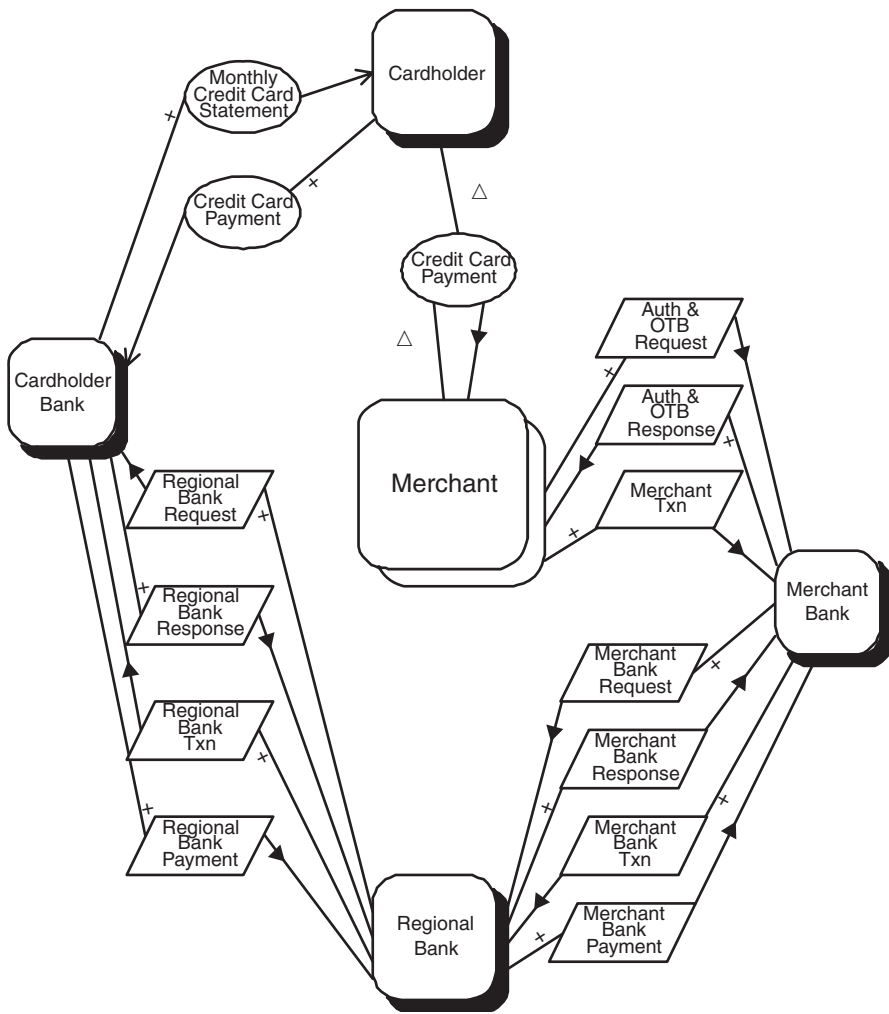 Monthly
Credit Card
Statement
Cardholder
Credit Card
Payment
Credit Card
Payment
Auth &
OTB
Request
Cardholder
Bank
Auth &
OTB
Response
Merchant
Merchant
Txn
Regional
Bank
Request
Regional
Bank
Response
Merchant
Bank
Merchant
Bank
Request
Regional
Bank
Txn
Merchant
Bank
Response
Regional
Bank
Payment
Merchant
Bank
Txn
Regional
Bank
Merchant
Bank
Payment